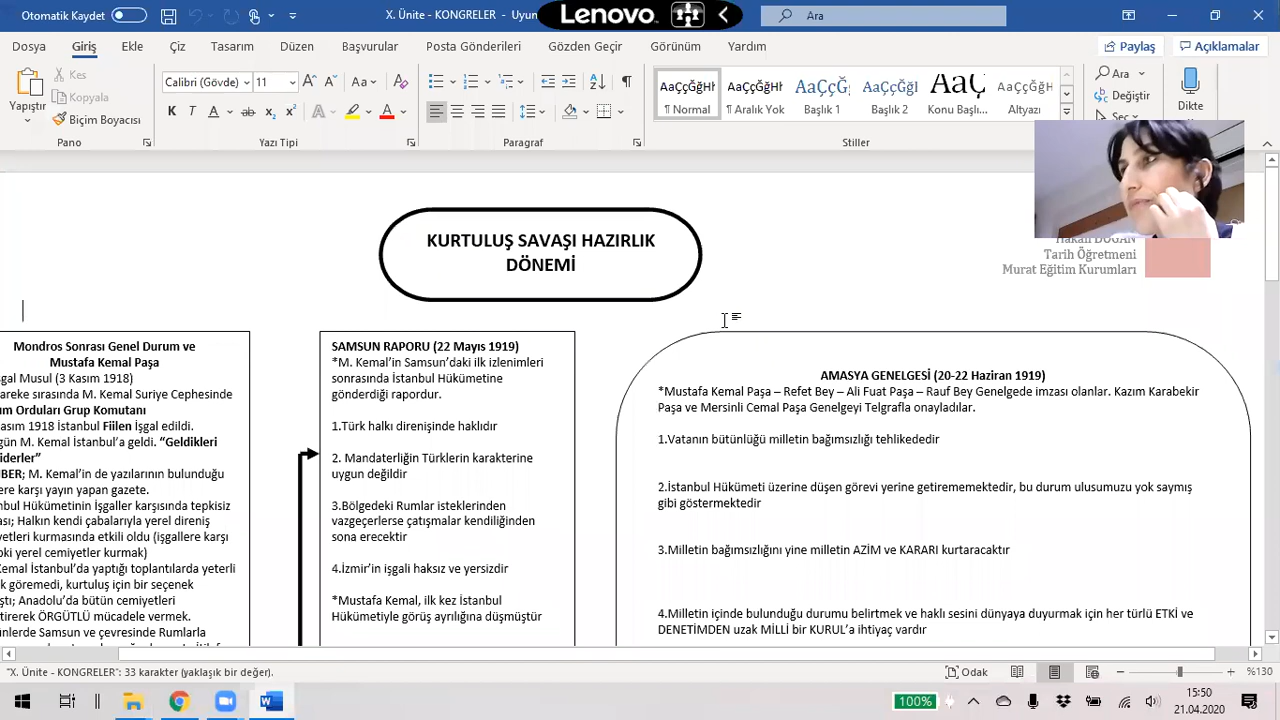 Otomatik Kaydet
X. Ünite - KONGRELER - Uyun
Lenovo
Ara
Dosya Giriş Ekle Çiz Tasarım Düzen Başvurular Posta Gönderileri Gözden Geçir Görünüm Yardım
Paylaş Açıklamalar
Yapıştır
Kes
Kopyala
Biçim Boyacısı
Pano
Calibri (Gövde) 11
Yazı Tipi
Paragraf
AaÇçĞğH AaÇçĞğH AaÇçĞğ AaÇçĞğI AaÇ AaÇçĞğH
¶ Normal ¶ Aralık Yok Başlık 1 Başlık 2 Konu Başlı... Altyazı
Stiller
Ara
Değiştir
Seç
Dikte
KURTULUŞ SAVAŞI HAZIRLIK
DÖNEMİ
Hakan DOĞAN
Tarih Öğretmeni
Murat Eğitim Kurumları
Mondros Sonrası Genel Durum ve
Mustafa Kemal Paşa
gal Musul (3 Kasım 1918)
areke sırasında M. Kemal Suriye Cephesinde
m Orduları Grup Komutanı
asım 1918 İstanbul Fiilen İşgal edildi.
gün M. Kemal İstanbul’a geldi. “Geldikleri
iderler”
BER; M. Kemal’in de yazılarının bulunduğu
ere karşı yayın yapan gazete.
bul Hükümetinin İşgaller karşısında tepkisiz
ası; Halkın kendi çabalarıyla yerel direniş
yetleri kurmasında etkili oldu (işgallere karşı
pki yerel cemiyetler kurmak)
Kemal İstanbul’da yaptığı toplantılarda yeterli
k göremedi, kurtuluş için bir seçenek
ştı; Anadolu’da bütün cemiyetleri
tirerek ÖRGÜTLÜ mücadele vermek.
nlerde Samsun ve çevresinde Rumlarla
SAMSUN RAPORU (22 Mayıs 1919)
*M. Kemal’in Samsun’daki ilk izlenimleri
sonrasında İstanbul Hükümetine
gönderdiği rapordur.
1.Türk halkı direnişinde haklıdır
2. Mandaterliğin Türklerin karakterine
uygun değildir
3.Bölgedeki Rumlar isteklerinden
vazgeçerlerse çatışmalar kendiliğinden
sona erecektir
4.İzmir’in işgali haksız ve yersizdir
*Mustafa Kemal, ilk kez İstanbul
Hükümetiyle görüş ayrılığına düşmüştür
AMASYA GENELGESİ (20-22 Haziran 1919)
*Mustafa Kemal Paşa – Refet Bey – Ali Fuat Paşa – Rauf Bey Genelgede imzası olanlar. Kazım Karabekir
Paşa ve Mersinli Cemal Paşa Genelgeyi Telgrafla onayladılar.
1.Vatanın bütünlüğü milletin bağımsızlığı tehlikededir
2.İstanbul Hükümeti üzerine düşen görevi yerine getirememektedir, bu durum ulusumuzu yok saymış
gibi göstermektedir
3.Milletin bağımsızlığını yine milletin AZİM ve KARARI kurtaracaktır
4.Milletin içinde bulunduğu durumu belirtmek ve haklı sesini dünyaya duyurmak için her türlü ETKİ ve
DENETİMDEN uzak MİLLİ bir KURUL’a ihtiyaç vardır
"X. Ünite - KONGRELER": 33 karakter (yaklaşık bir değer).
Odak
%130
100%
15:50
21.04.2020